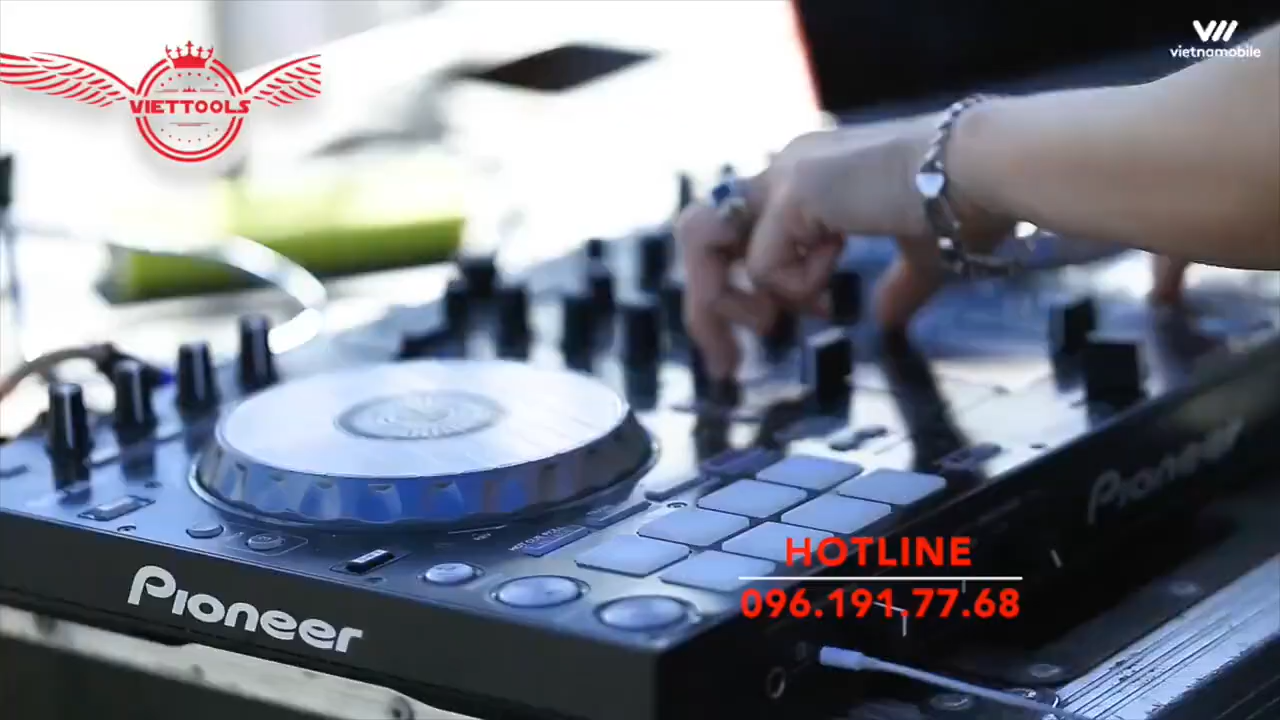 VIETTOOLS
vietnamobile
Pioneer
HOTLINE
096.191.77.68
Pioneer